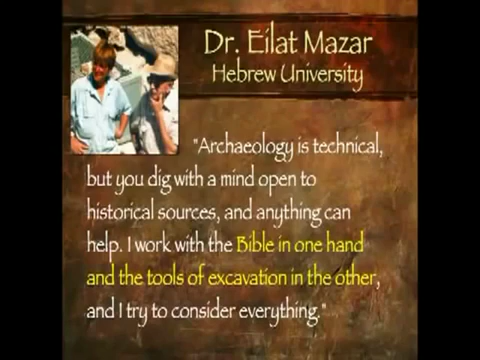 Dr. Eilat Mazar
Hebrew University
"Archaeology is technical,
but you dig with a mind open to
historical sources, and anything can
help. I work with the Bible in one hand
and the tools of excavation in the other,
and I try to consider everything."